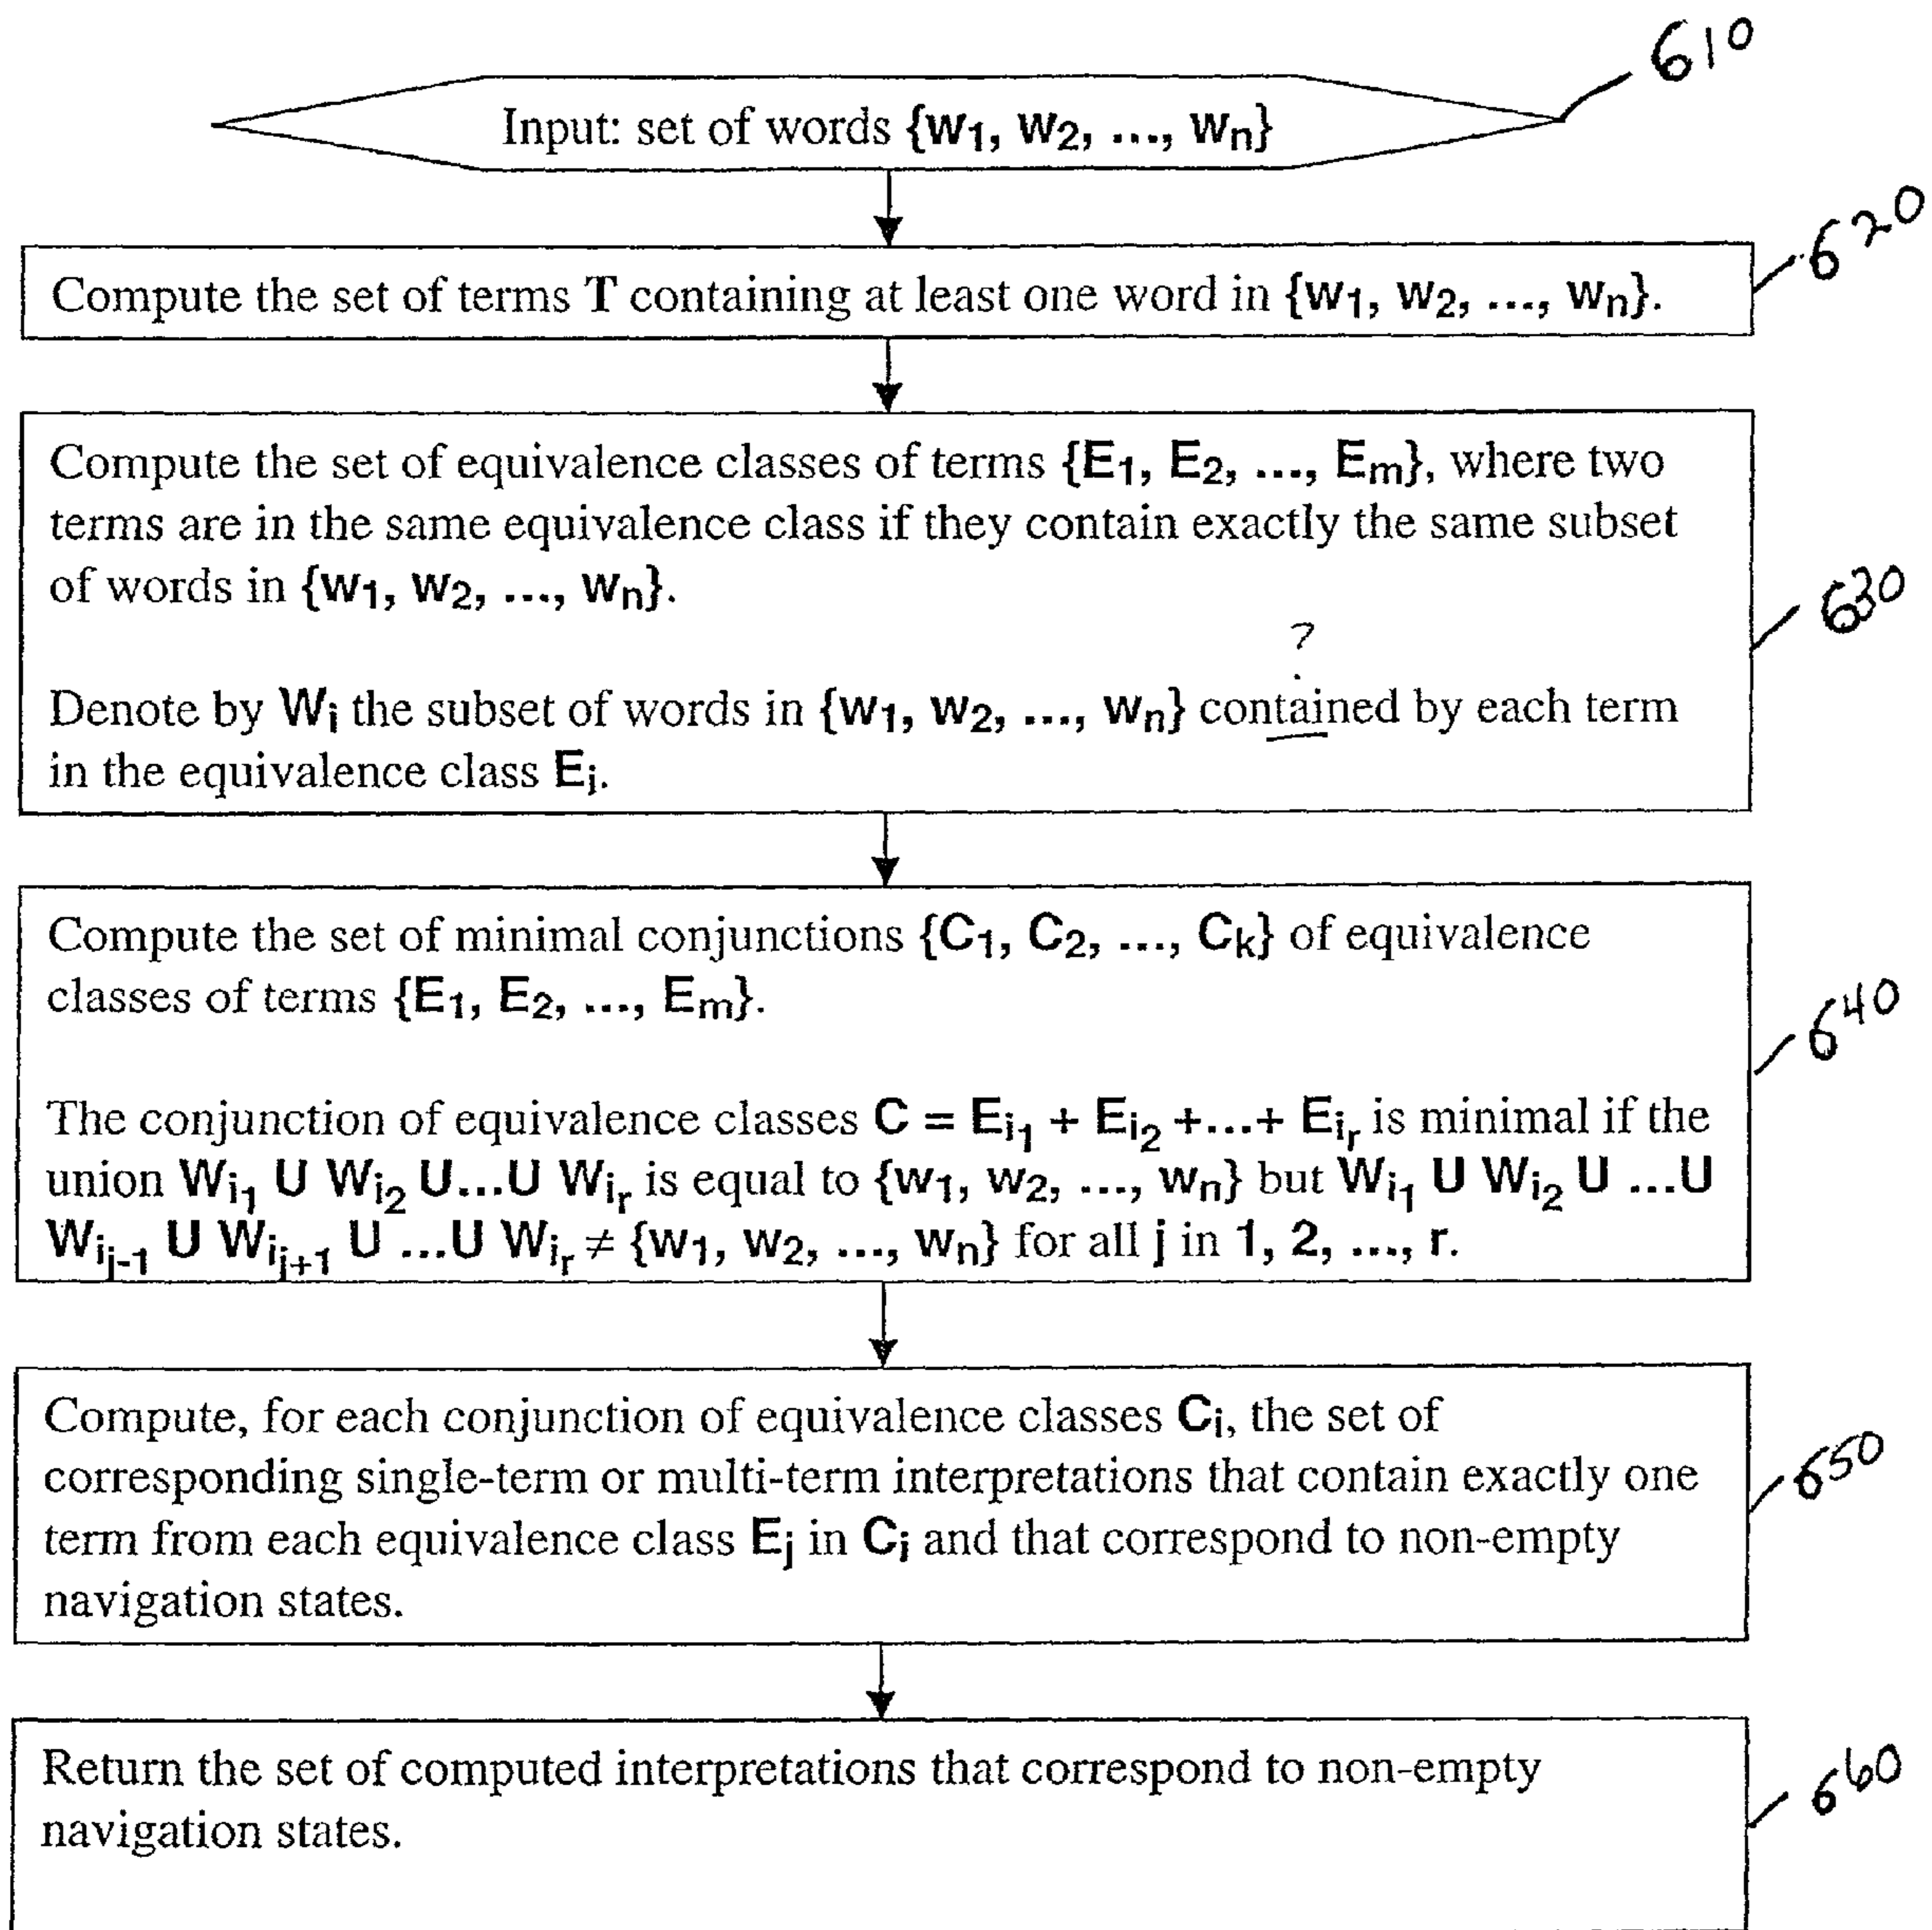 610
Input: set of words {w1, w2, ..., wn}
620
Compute the set of terms T containing at least one word in {w1, w2, ..., wn}.
Compute the set of equivalence classes of terms {E1, E2, ..., Em}, where two
terms are in the same equivalence class if they contain exactly the same subset
of words in {w1, w2, ..., wn}.
630
?
Denote by Wi the subset of words in {w1, w2, ..., wn} contained by each term
in the equivalence class Ei.
Compute the set of minimal conjunctions {C1, C2, ..., Ck} of equivalence
classes of terms {E1, E2, ..., Em}.
640
The conjunction of equivalence classes C = Ei1 + Ei2 +...+ Eir is minimal if the
union Wi1 U Wi2 U...U Wir is equal to {w1, w2, ..., wn} but Wi1 U Wi2 U ...U
Wij-1 U Wij+1 U ...U Wir ≠ {w1, w2, ..., wn} for all j in 1, 2, ..., r.
Compute, for each conjunction of equivalence classes Ci, the set of
corresponding single-term or multi-term interpretations that contain exactly one
term from each equivalence class Ej in Ci and that correspond to non-empty
navigation states.
650
Return the set of computed interpretations that correspond to non-empty
navigation states.
660